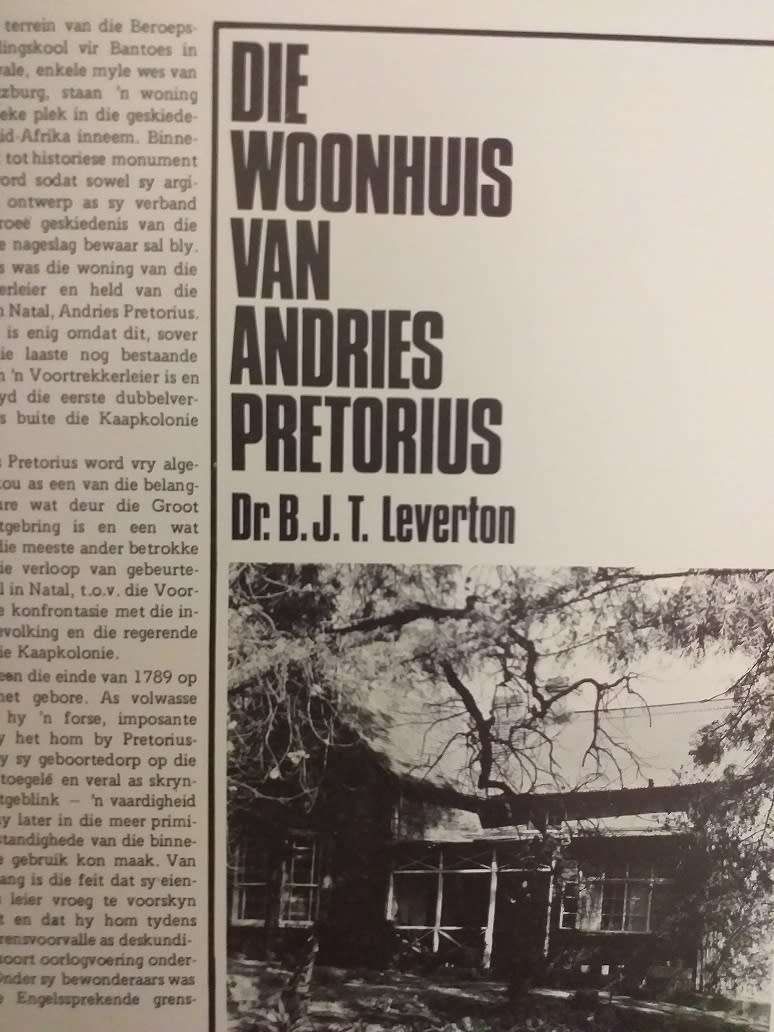 terrein van die Beroeps-
lingskool vir Bantoes in
vale, enkele myle wes van
zburg, staan 'n woning
eke plek in die geskiede-
id-Afrika inneem. Binne-
tot historiese monument
ord sodat sowel sy argi-
ontwerp as sy verband
roeë geskiedenis van die
e nageslag bewaar sal bly.
s was die woning van die
erleier en held van die
n Natal, Andries Pretorius.
is enig omdat dit, sover
ie laaste nog bestaande
n 'n Voortrekkerleier is en
yd die eerste dubbelver-
s buite die Kaapkolonie
s Pretorius word vry alge-
ou as een van die belang-
ure wat deur die Groot
tgebring is en een wat
die meeste ander betrokke
ie verloop van gebeurte-
l in Natal, t.o.v. die Voor-
e konfrontasie met die in-
evolking en die regerende
ie Kaapkolonie.
een die einde van 1789 op
net gebore. As volwasse
hy 'n forse, imposante
y het hom by Pretorius-
y sy geboortedorp op die
toegelê en veral as skryn-
tgeblink – 'n vaardigheid
y later in die meer primi-
standighede van die binne-
e gebruik kon maak. Van
ang is die feit dat sy eien-
leier vroeg te voorskyn
t en dat hy hom tydens
rensvoorvalle as deskundi-
soort oorlogvoering onder-
Onder sy bewonderaars was
e Engelssprekende grens-
DIE
WOONHUIS
VAN
ANDRIES
PRETORIUS
Dr. B. J. T. Leverton